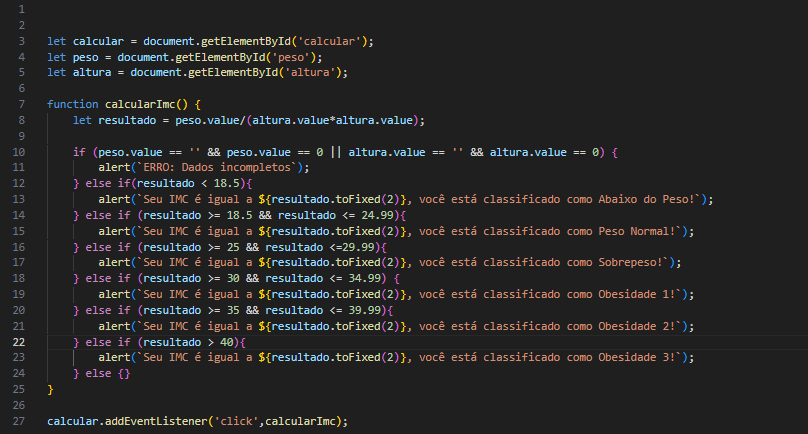 1
2
3 let calcular = document.getElementById('calcular');
4 let peso = document.getElementById('peso');
5 let altura = document.getElementById('altura');
6
7 function calcularImc() {
8     let resultado = peso.value/(altura.value*altura.value);
9
10     if (peso.value == '' && peso.value == 0 || altura.value == '' && altura.value == 0) {
11         alert(`ERRO: Dados incompletos`);
12     } else if(resultado < 18.5){
13         alert(`Seu IMC é igual a ${resultado.toFixed(2)}, você está classificado como Abaixo do Peso!`);
14     } else if (resultado >= 18.5 && resultado <= 24.99){
15         alert(`Seu IMC é igual a ${resultado.toFixed(2)}, você está classificado como Peso Normal!`);
16     } else if (resultado >= 25 && resultado <=29.99){
17         alert(`Seu IMC é igual a ${resultado.toFixed(2)}, você está classificado como Sobrepeso!`);
18     } else if (resultado >= 30 && resultado <= 34.99) {
19         alert(`Seu IMC é igual a ${resultado.toFixed(2)}, você está classificado como Obesidade 1!`);
20     } else if (resultado >= 35 && resultado <= 39.99){
21         alert(`Seu IMC é igual a ${resultado.toFixed(2)}, você está classificado como Obesidade 2!`);
22     } else if (resultado > 40){
23         alert(`Seu IMC é igual a ${resultado.toFixed(2)}, você está classificado como Obesidade 3!`);
24     } else {}
25 }
26
27 calcular.addEventListener('click',calcularImc);